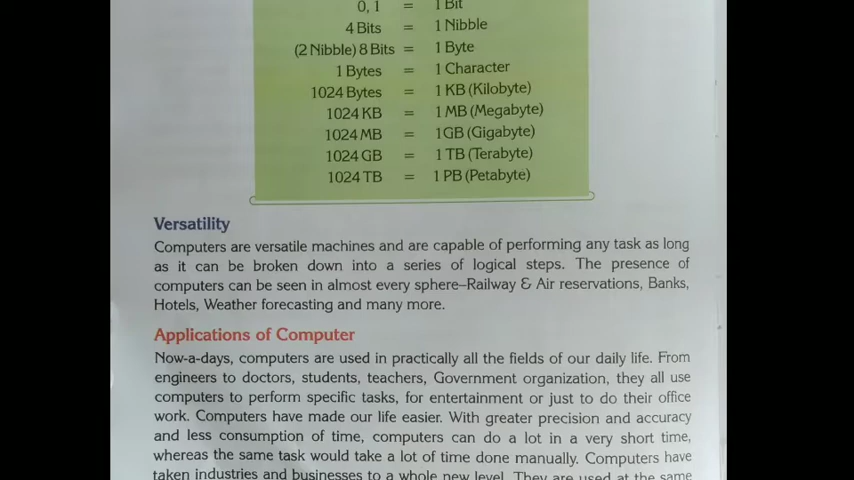 0, 1 = 1 Bit
4 Bits = 1 Nibble
(2 Nibble) 8 Bits = 1 Byte
1 Bytes = 1 Character
1024 Bytes = 1 KB (Kilobyte)
1024 KB = 1 MB (Megabyte)
1024 MB = 1GB (Gigabyte)
1024 GB = 1 TB (Terabyte)
1024 TB = 1 PB (Petabyte)
Versatility
Computers are versatile machines and are capable of performing any task as long
as it can be broken down into a series of logical steps. The presence of
computers can be seen in almost every sphere–Railway & Air reservations, Banks,
Hotels, Weather forecasting and many more.
Applications of Computer
Now-a-days, computers are used in practically all the fields of our daily life. From
engineers to doctors, students, teachers, Government organization, they all use
computers to perform specific tasks, for entertainment or just to do their office
work. Computers have made our life easier. With greater precision and accuracy
and less consumption of time, computers can do a lot in a very short time,
whereas the same task would take a lot of time done manually. Computers have
taken industries and businesses to a whole new level. They are used at the same